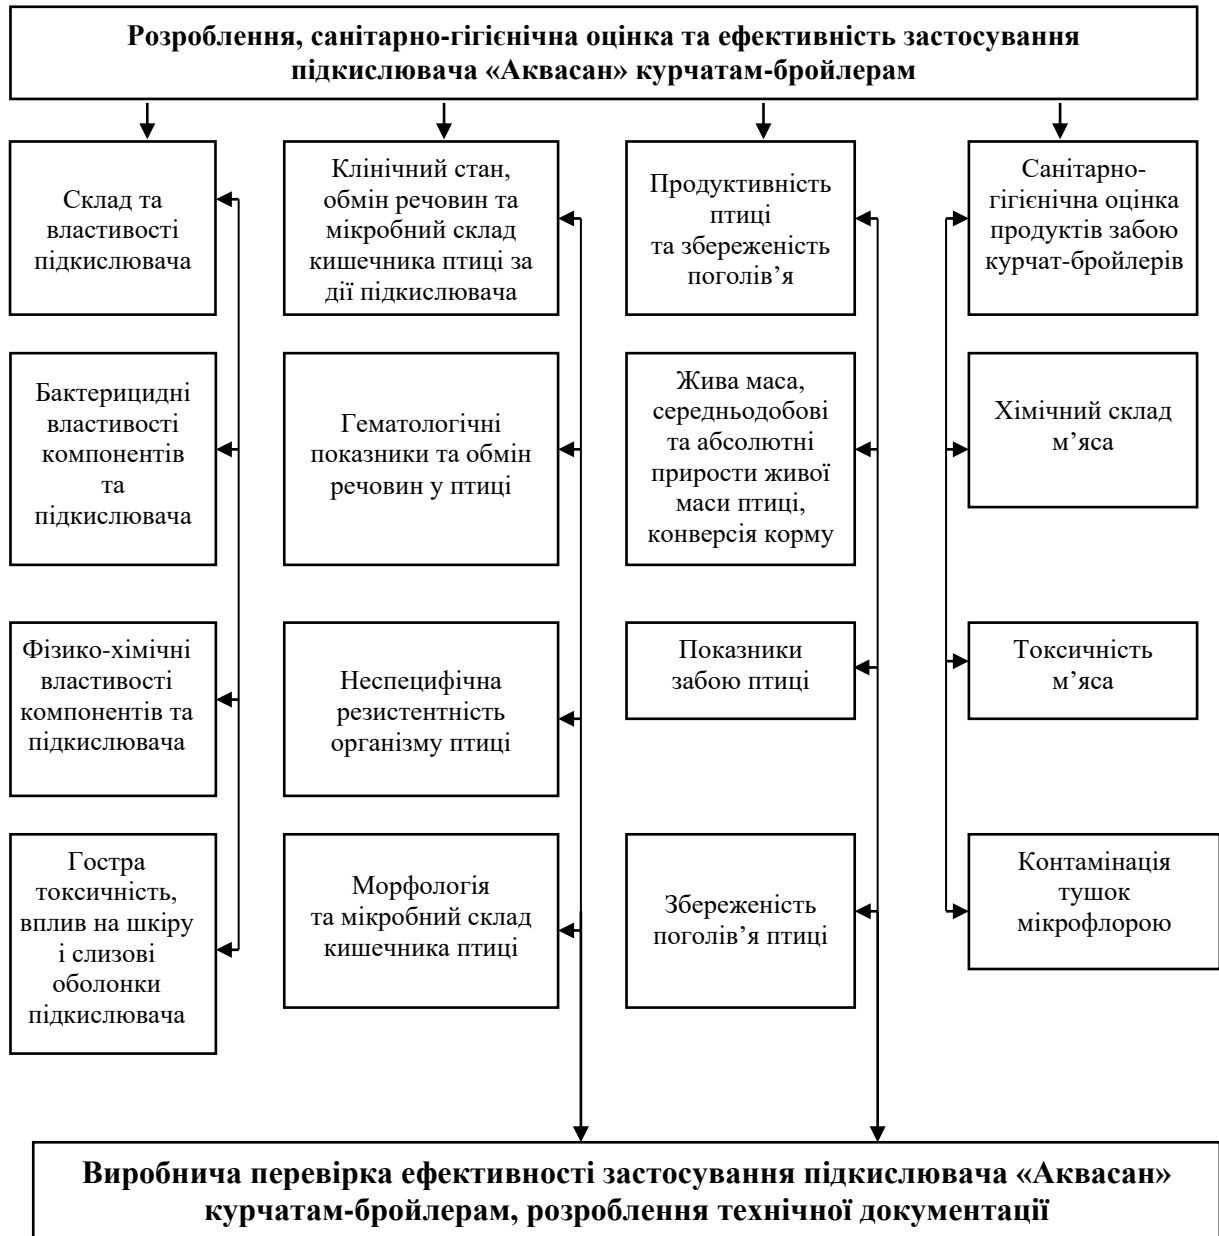 Розроблення, санітарно-гігієнічна оцінка та ефективність застосування
підкислювача «Аквасан» курчатам-бройлерам
Склад та
властивості
підкислювача
Клінічний стан,
обмін речовин та
мікробний склад
кишечника птиці за
дії підкислювача
Продуктивність
птиці
та збереженість
поголів’я
Санітарно-
гігієнічна оцінка
продуктів забою
курчат-бройлерів
Бактерицидні
властивості
компонентів
та
підкислювача
Гематологічні
показники та обмін
речовин у птиці
Жива маса,
середньодобові
та абсолютні
прирости живої
маси птиці,
конверсія корму
Хімічний склад
м’яса
Фізико-хімічні
властивості
компонентів та
підкислювача
Неспецифічна
резистентність
організму птиці
Показники
забою птиці
Токсичність
м’яса
Гостра
токсичність,
вплив на шкіру
і слизові
оболонки
підкислювача
Морфологія
та мікробний склад
кишечника птиці
Збереженість
поголів’я птиці
Контамінація
тушок
мікрофлорою
Виробнича перевірка ефективності застосування підкислювача «Аквасан»
курчатам-бройлерам, розроблення технічної документації